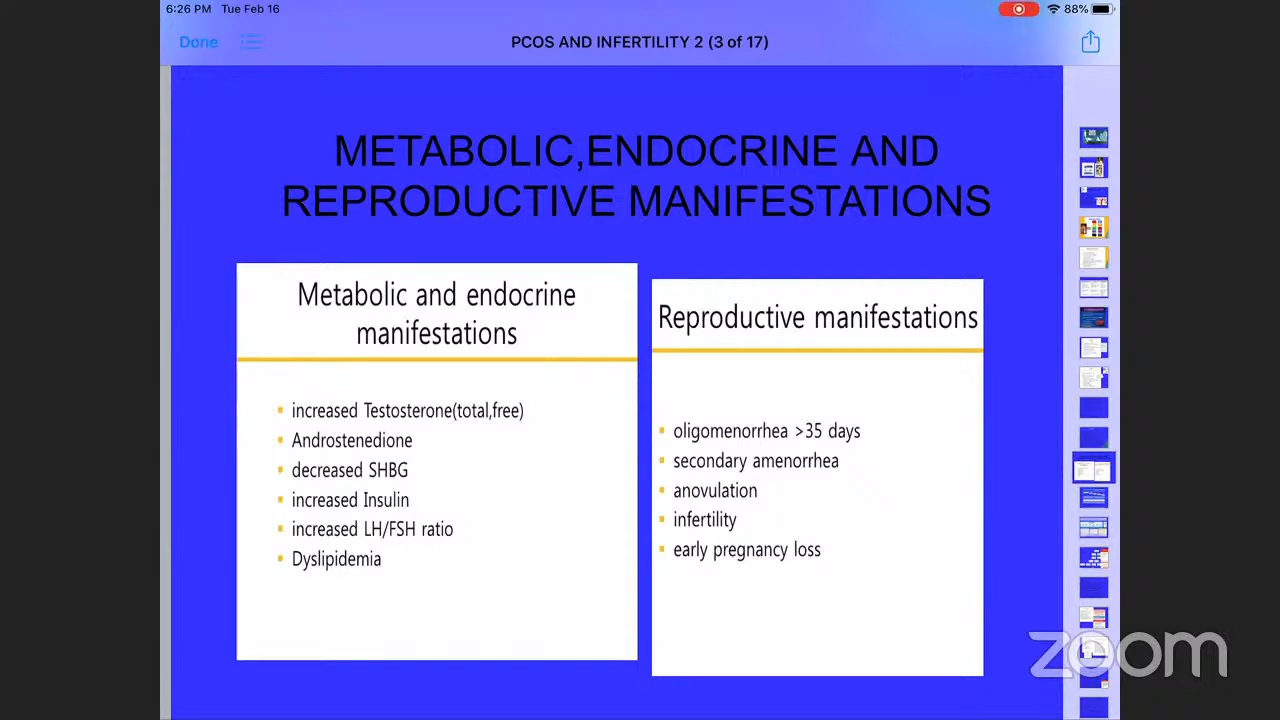 6:26 PM Tue Feb 16
88%
Done
PCOS AND INFERTILITY 2 (3 of 17)
METABOLIC,ENDOCRINE AND
REPRODUCTIVE MANIFESTATIONS
Metabolic and endocrine
manifestations
increased Testosterone(total,free)
Androstenedione
decreased SHBG
increased Insulin
increased LH/FSH ratio
Dyslipidemia
Reproductive manifestations
oligomenorrhea >35 days
secondary amenorrhea
anovulation
infertility
early pregnancy loss
zoom